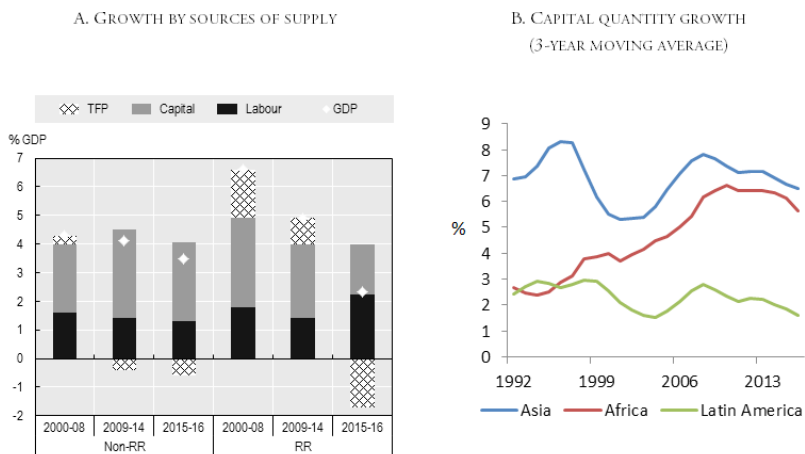 A. GROWTH BY SOURCES OF SUPPLY
TFP Capital Labour GDP
% GDP
7
6
5
4
3
2
1
0
-1
-2
2000-08 2009-14 2015-16 2000-08 2009-14 2015-16
Non-RR RR
B. CAPITAL QUANTITY GROWTH
(3-YEAR MOVING AVERAGE)
9
8
7
6
5
4
3
2
1
0
%
1992 1999 2006 2013
Asia Africa Latin America